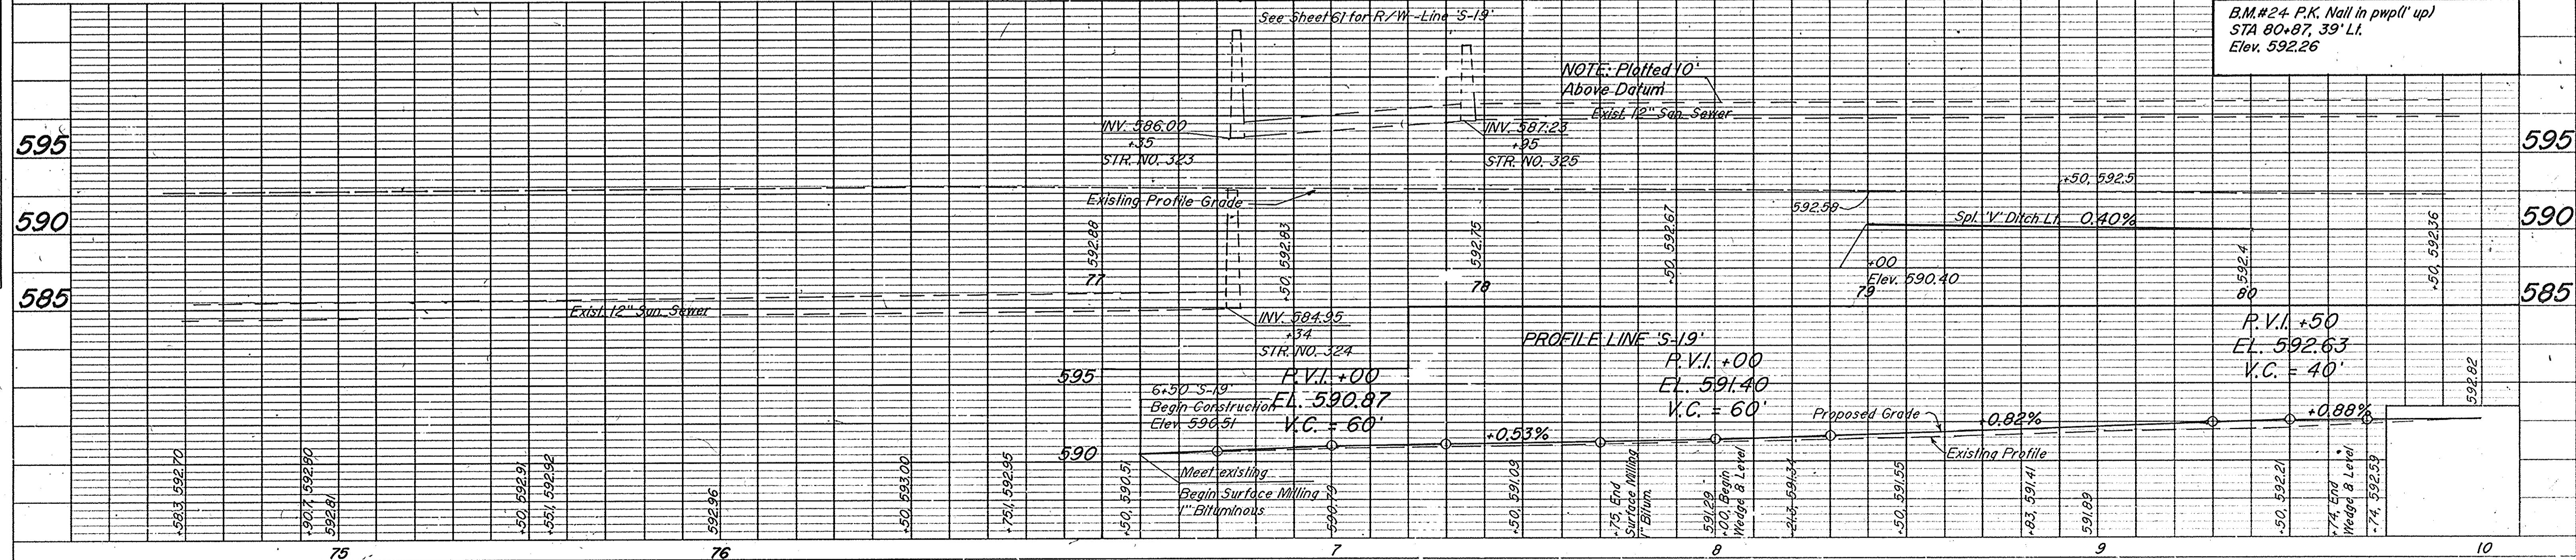 See Sheet 61 for R/W -Line 'S-19'
B.M.#24 P.K. Nail in pwp(1' up)
STA 80+87, 39' Lt.
Elev. 592.26
NOTE: Plotted 10'
Above Datum
Exist. 12" San. Sewer
INV. 586.00
+35
STR. NO. 323
INV. 587.23
+95
STR. NO. 325
595
595
Existing Profile Grade
592.58
+50, 592.5
Spl. 'V' Ditch Lt. 0.40%
590
590
592.88
77
+50, 592.83
592.75
78
+50, 592.67
+00
Elev. 590.40
79
592.4
80
+50, 592.36
585
585
Exist. 12" San. Sewer
INV. 584.95
+34
STR. NO. 324
PROFILE LINE 'S-19'
595
6+50 'S-19'
Begin Construction
Elev. 590.51
P.V.I. +00
EL. 590.87
V.C. = 60'
P.V.I. +00
EL. 591.40
V.C. = 60'
P.V.I. +50
EL. 592.63
V.C. = 40'
592.82
Proposed Grade
+0.53%
+0.82%
+0.88%
Existing Profile
590
Meet existing
Begin Surface Milling
1" Bituminous
+58.3, 592.70
+90.7, 592.80
592.81
+50, 592.91
+55.1, 592.92
592.96
+50, 593.00
+75.1, 592.95
+50, 590.51
590.79
+50, 591.09
+75, End
Surface Milling
1" Bitum.
591.29
+00, Begin
Wedge & Level
+21.3, 591.34
+50, 591.55
+83, 591.41
591.89
+50, 592.21
+74, End
Wedge & Level
+74, 592.59
75
76
7
8
9
10